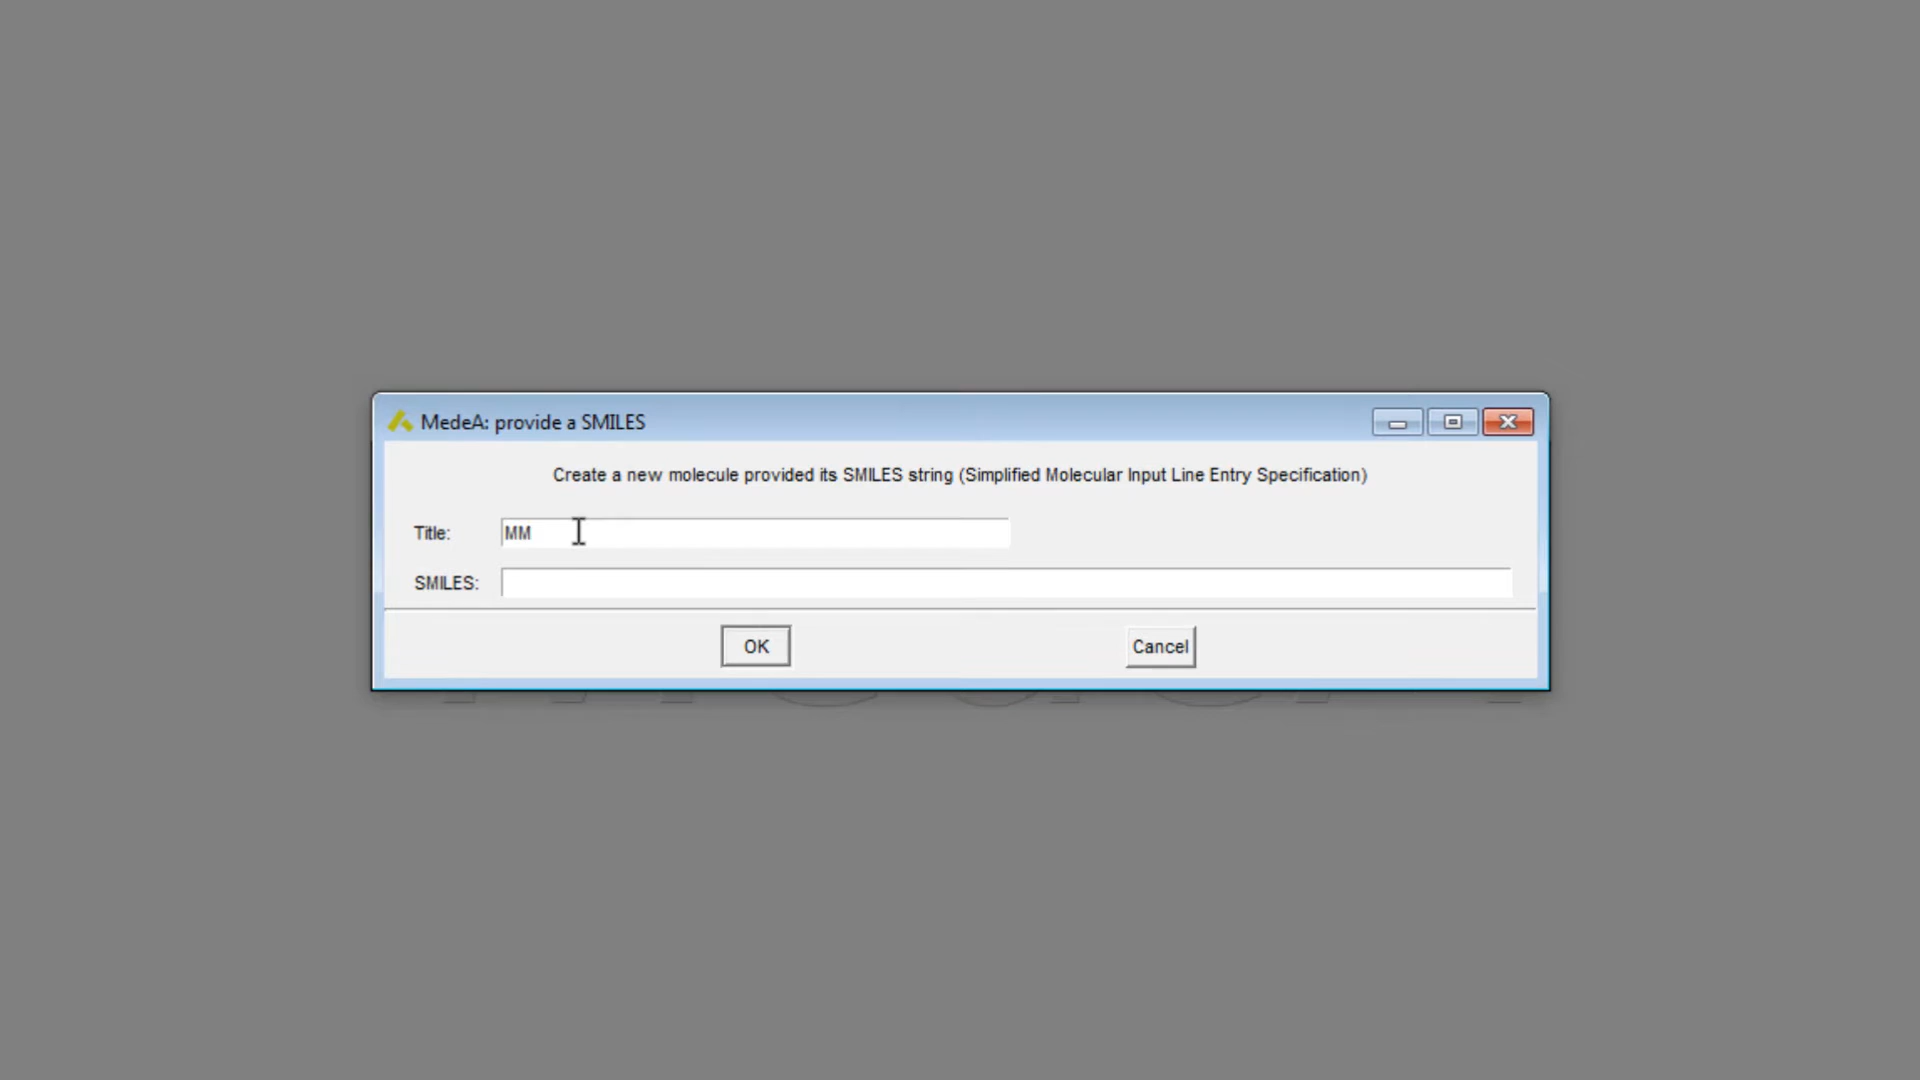 MedeA: provide a SMILES
Create a new molecule provided its SMILES string (Simplified Molecular Input Line Entry Specification)
Title: MM
SMILES:
OK Cancel